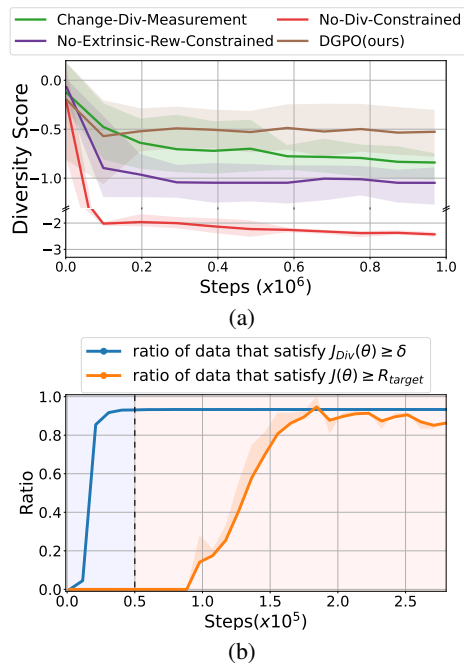 Change-Div-Measurement
No-Div-Constrained
No-Extrinsic-Rew-Constrained
DGPO(ours)
0.0
−0.5
−1.0
−2
−3
Diversity Score
0.0 0.2 0.4 0.6 0.8 1.0
Steps (x10⁶)
(a)
ratio of data that satisfy J_Div(θ) ≥ δ
ratio of data that satisfy J(θ) ≥ R_target
1.0
0.8
0.6
0.4
0.2
0.0
Ratio
0.0 0.5 1.0 1.5 2.0 2.5
Steps(x10⁵)
(b)